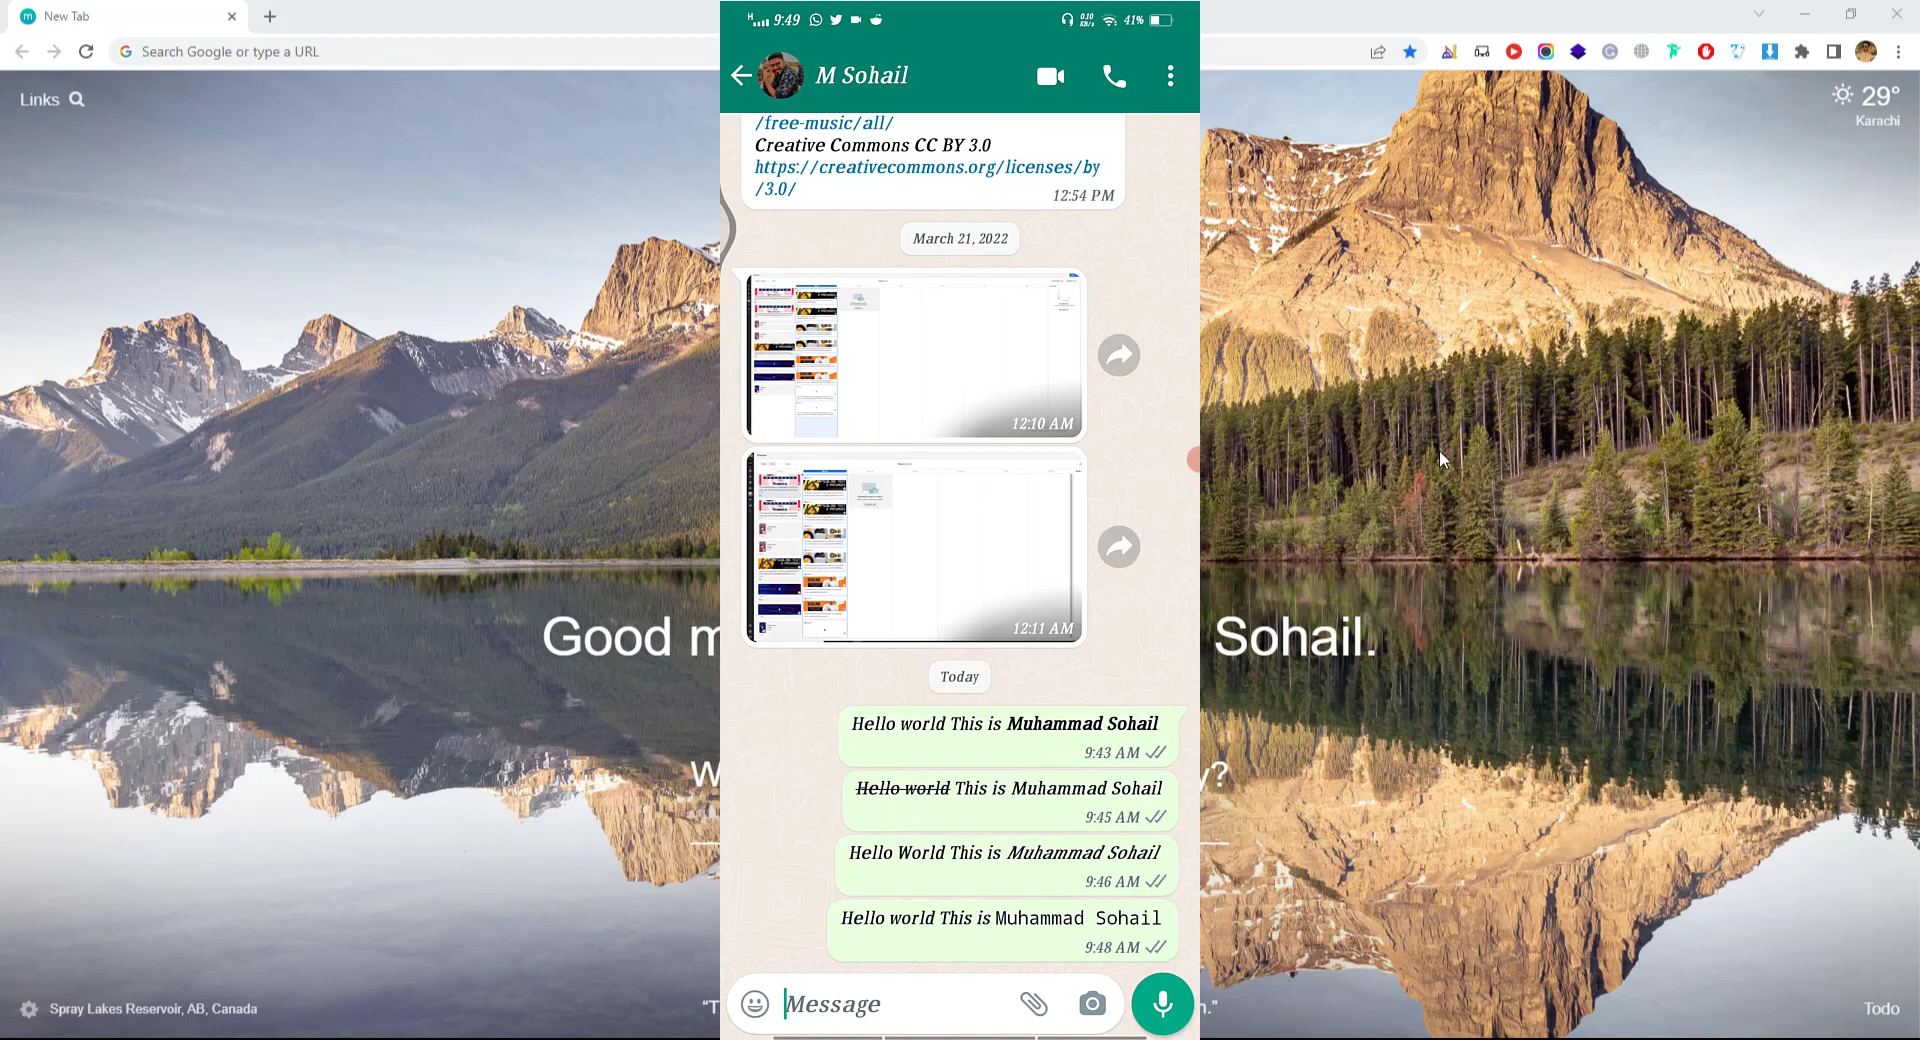 New Tab
Search Google or type a URL
Links
29°
Karachi
Good m
Sohail.
W
y?
Spray Lakes Reservoir, AB, Canada
“T
n.”
Todo
H 9:49
0.10 KB/s
41%
M Sohail
/free-music/all/
Creative Commons CC BY 3.0
https://creativecommons.org/licenses/by
/3.0/
12:54 PM
March 21, 2022
12:10 AM
12:11 AM
Today
Hello world This is Muhammad Sohail
9:43 AM
Hello world This is Muhammad Sohail
9:45 AM
Hello World This is Muhammad Sohail
9:46 AM
Hello world This is Muhammad Sohail
9:48 AM
Message